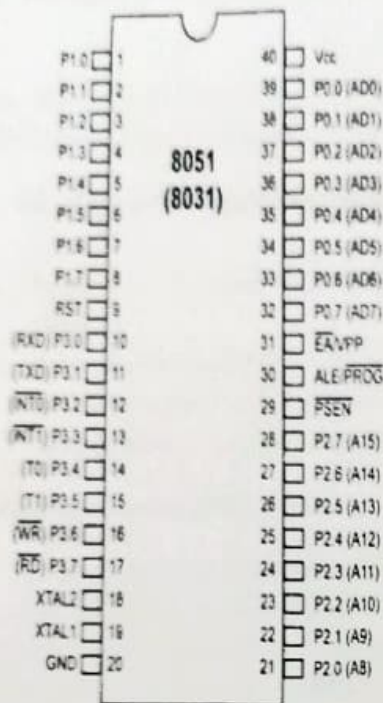 P1.0 1
P1.1 2
P1.2 3
P1.3 4
P1.4 5
P1.5 6
P1.6 7
P1.7 8
RST 9
(RXD) P3.0 10
(TXD) P3.1 11
(INT0) P3.2 12
(INT1) P3.3 13
(T0) P3.4 14
(T1) P3.5 15
(WR) P3.6 16
(RD) P3.7 17
XTAL2 18
XTAL1 19
GND 20
8051
(8031)
40 Vcc
39 P0.0 (AD0)
38 P0.1 (AD1)
37 P0.2 (AD2)
36 P0.3 (AD3)
35 P0.4 (AD4)
34 P0.5 (AD5)
33 P0.6 (AD6)
32 P0.7 (AD7)
31 EA/VPP
30 ALE/PROG
29 PSEN
28 P2.7 (A15)
27 P2.6 (A14)
26 P2.5 (A13)
25 P2.4 (A12)
24 P2.3 (A11)
23 P2.2 (A10)
22 P2.1 (A9)
21 P2.0 (A8)